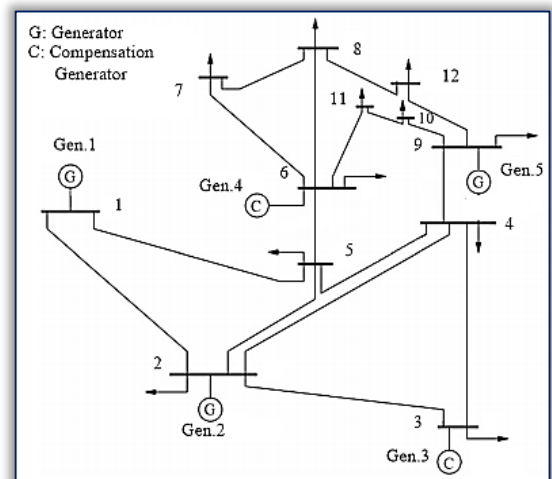 G: Generator
C: Compensation
Generator
8
7
12
11
10
9
Gen.1
G
6
Gen.4
C
G
Gen.5
1
4
5
2
G
Gen.2
3
Gen.3
C